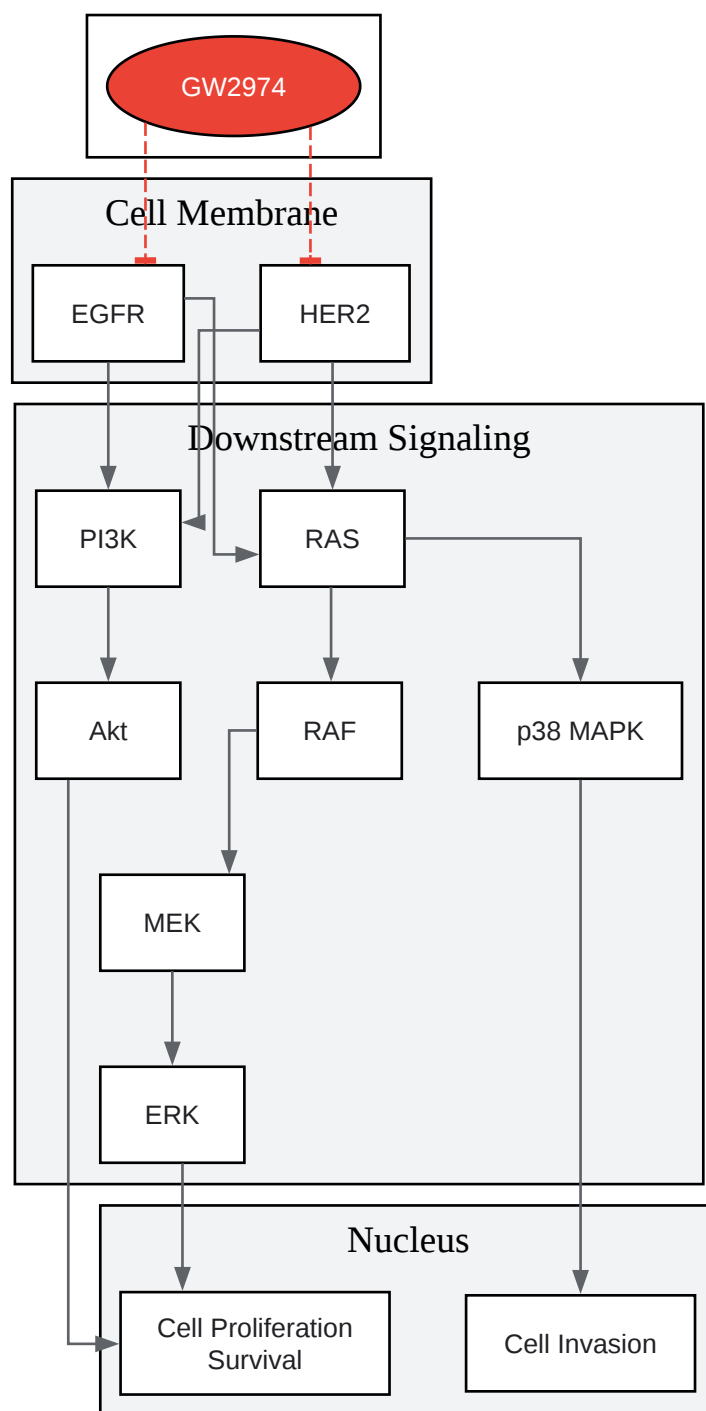 GW2974
Cell Membrane
EGFR
HER2
Downstream Signaling
PI3K
RAS
Akt
RAF
p38 MAPK
MEK
ERK
Nucleus
Cell Proliferation
Survival
Cell Invasion